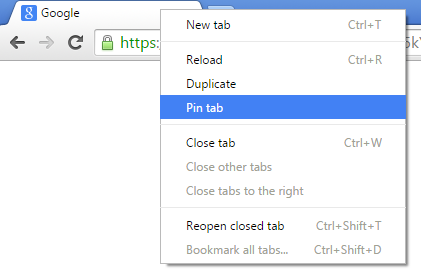 Google
New tab Ctrl+T
https:
Reload Ctrl+R
Duplicate
Pin tab
Close tab Ctrl+W
Close other tabs
Close tabs to the right
Reopen closed tab Ctrl+Shift+T
Bookmark all tabs... Ctrl+Shift+D